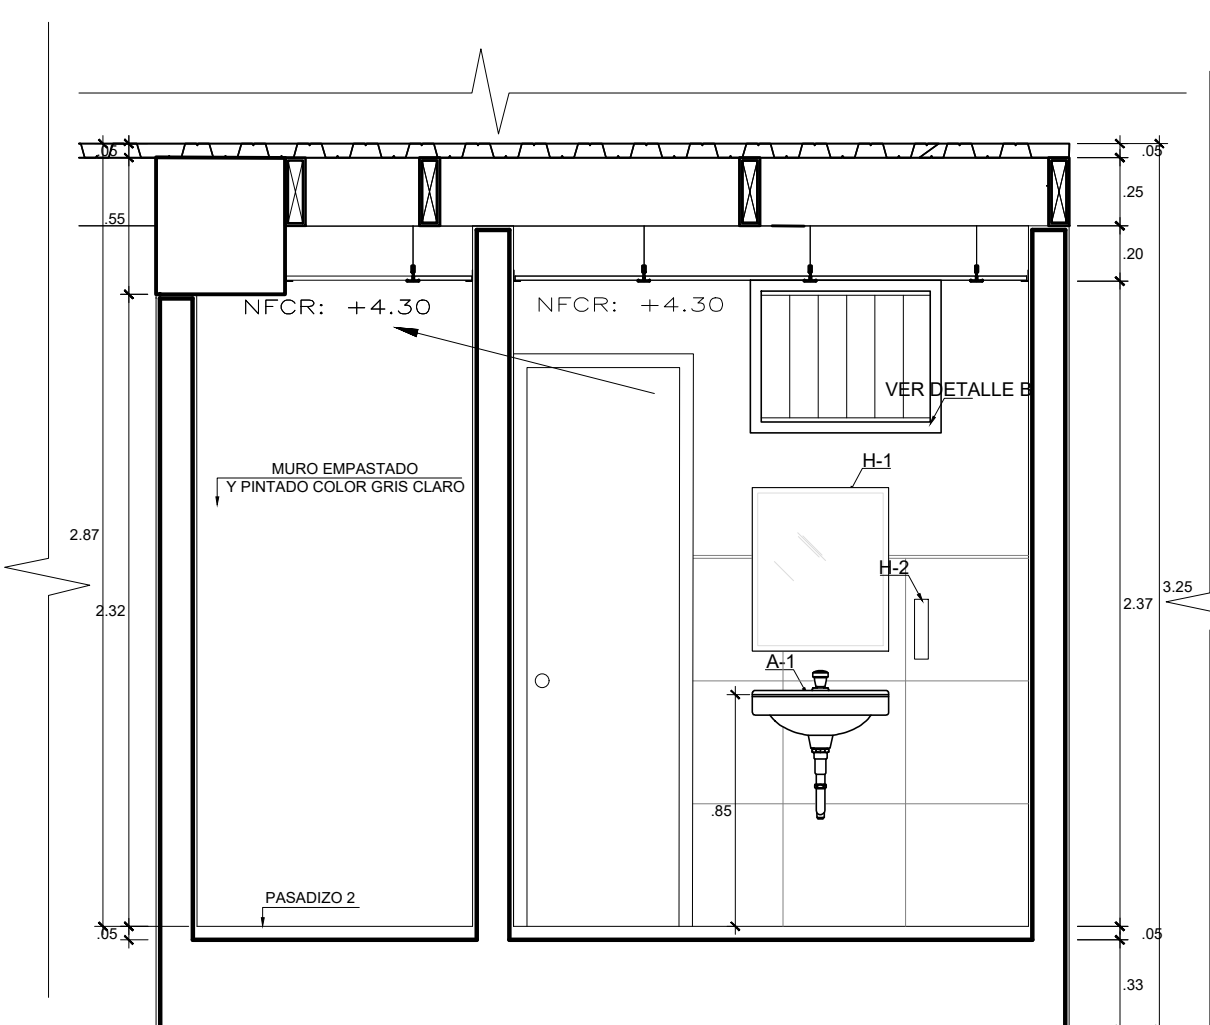 .05
.05
.25
.55
.20
NFCR: +4.30
NFCR: +4.30
VER DETALLE B
H-1
MURO EMPASTADO
Y PINTADO COLOR GRIS CLARO
2.87
H-2
3.25
2.32
2.37
A-1
.85
PASADIZO 2
.05
.05
.33